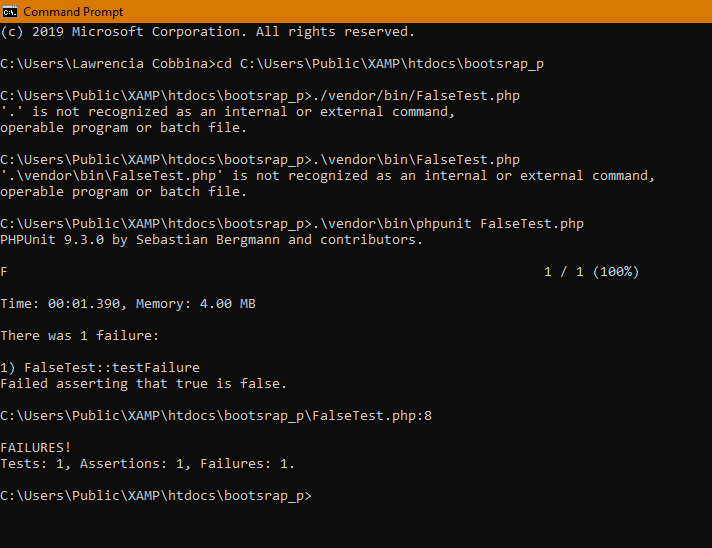 Command Prompt
(c) 2019 Microsoft Corporation. All rights reserved.
C:\Users\Lawrencia Cobbina>cd C:\Users\Public\XAMP\htdocs\bootsrap_p
C:\Users\Public\XAMP\htdocs\bootsrap_p>./vendor/bin/FalseTest.php
'.' is not recognized as an internal or external command,
operable program or batch file.
C:\Users\Public\XAMP\htdocs\bootsrap_p>.\vendor\bin\FalseTest.php
'.\vendor\bin\FalseTest.php' is not recognized as an internal or external command,
operable program or batch file.
C:\Users\Public\XAMP\htdocs\bootsrap_p>.\vendor\bin\phpunit FalseTest.php
PHPUnit 9.3.0 by Sebastian Bergmann and contributors.
F 1 / 1 (100%)
Time: 00:01.390, Memory: 4.00 MB
There was 1 failure:
1) FalseTest::testFailure
Failed asserting that true is false.
C:\Users\Public\XAMP\htdocs\bootsrap_p\FalseTest.php:8
FAILURES!
Tests: 1, Assertions: 1, Failures: 1.
C:\Users\Public\XAMP\htdocs\bootsrap_p>